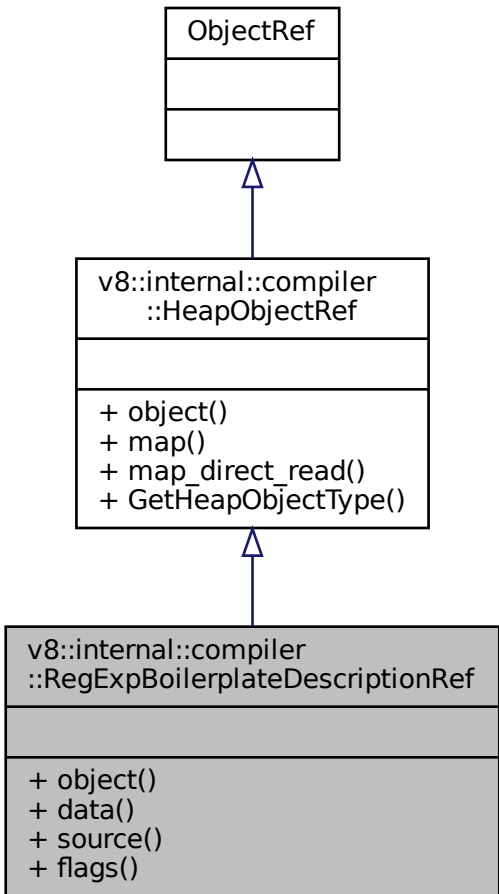 ObjectRef
v8::internal::compiler
::HeapObjectRef
+ object()
+ map()
+ map_direct_read()
+ GetHeapObjectType()
v8::internal::compiler
::RegExpBoilerplateDescriptionRef
+ object()
+ data()
+ source()
+ flags()